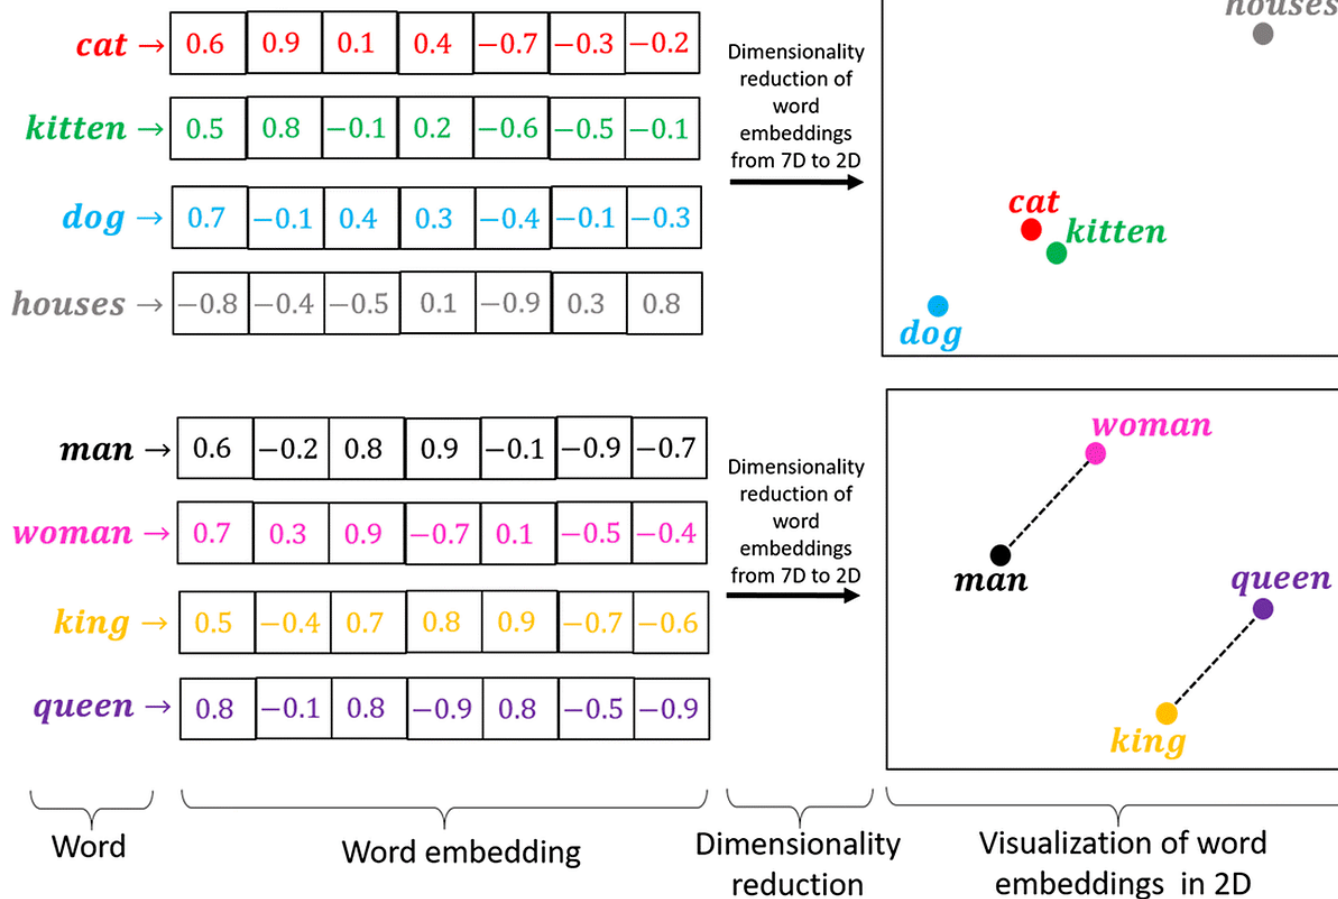 cat → 0.6 0.9 0.1 0.4 −0.7 −0.3 −0.2
kitten → 0.5 0.8 −0.1 0.2 −0.6 −0.5 −0.1
dog → 0.7 −0.1 0.4 0.3 −0.4 −0.1 −0.3
houses → −0.8 −0.4 −0.5 0.1 −0.9 0.3 0.8
Dimensionality
reduction of
word
embeddings
from 7D to 2D
houses
cat
kitten
dog
man → 0.6 −0.2 0.8 0.9 −0.1 −0.9 −0.7
woman → 0.7 0.3 0.9 −0.7 0.1 −0.5 −0.4
king → 0.5 −0.4 0.7 0.8 0.9 −0.7 −0.6
queen → 0.8 −0.1 0.8 −0.9 0.8 −0.5 −0.9
Dimensionality
reduction of
word
embeddings
from 7D to 2D
woman
man
queen
king
Word
Word embedding
Dimensionality
reduction
Visualization of word
embeddings in 2D